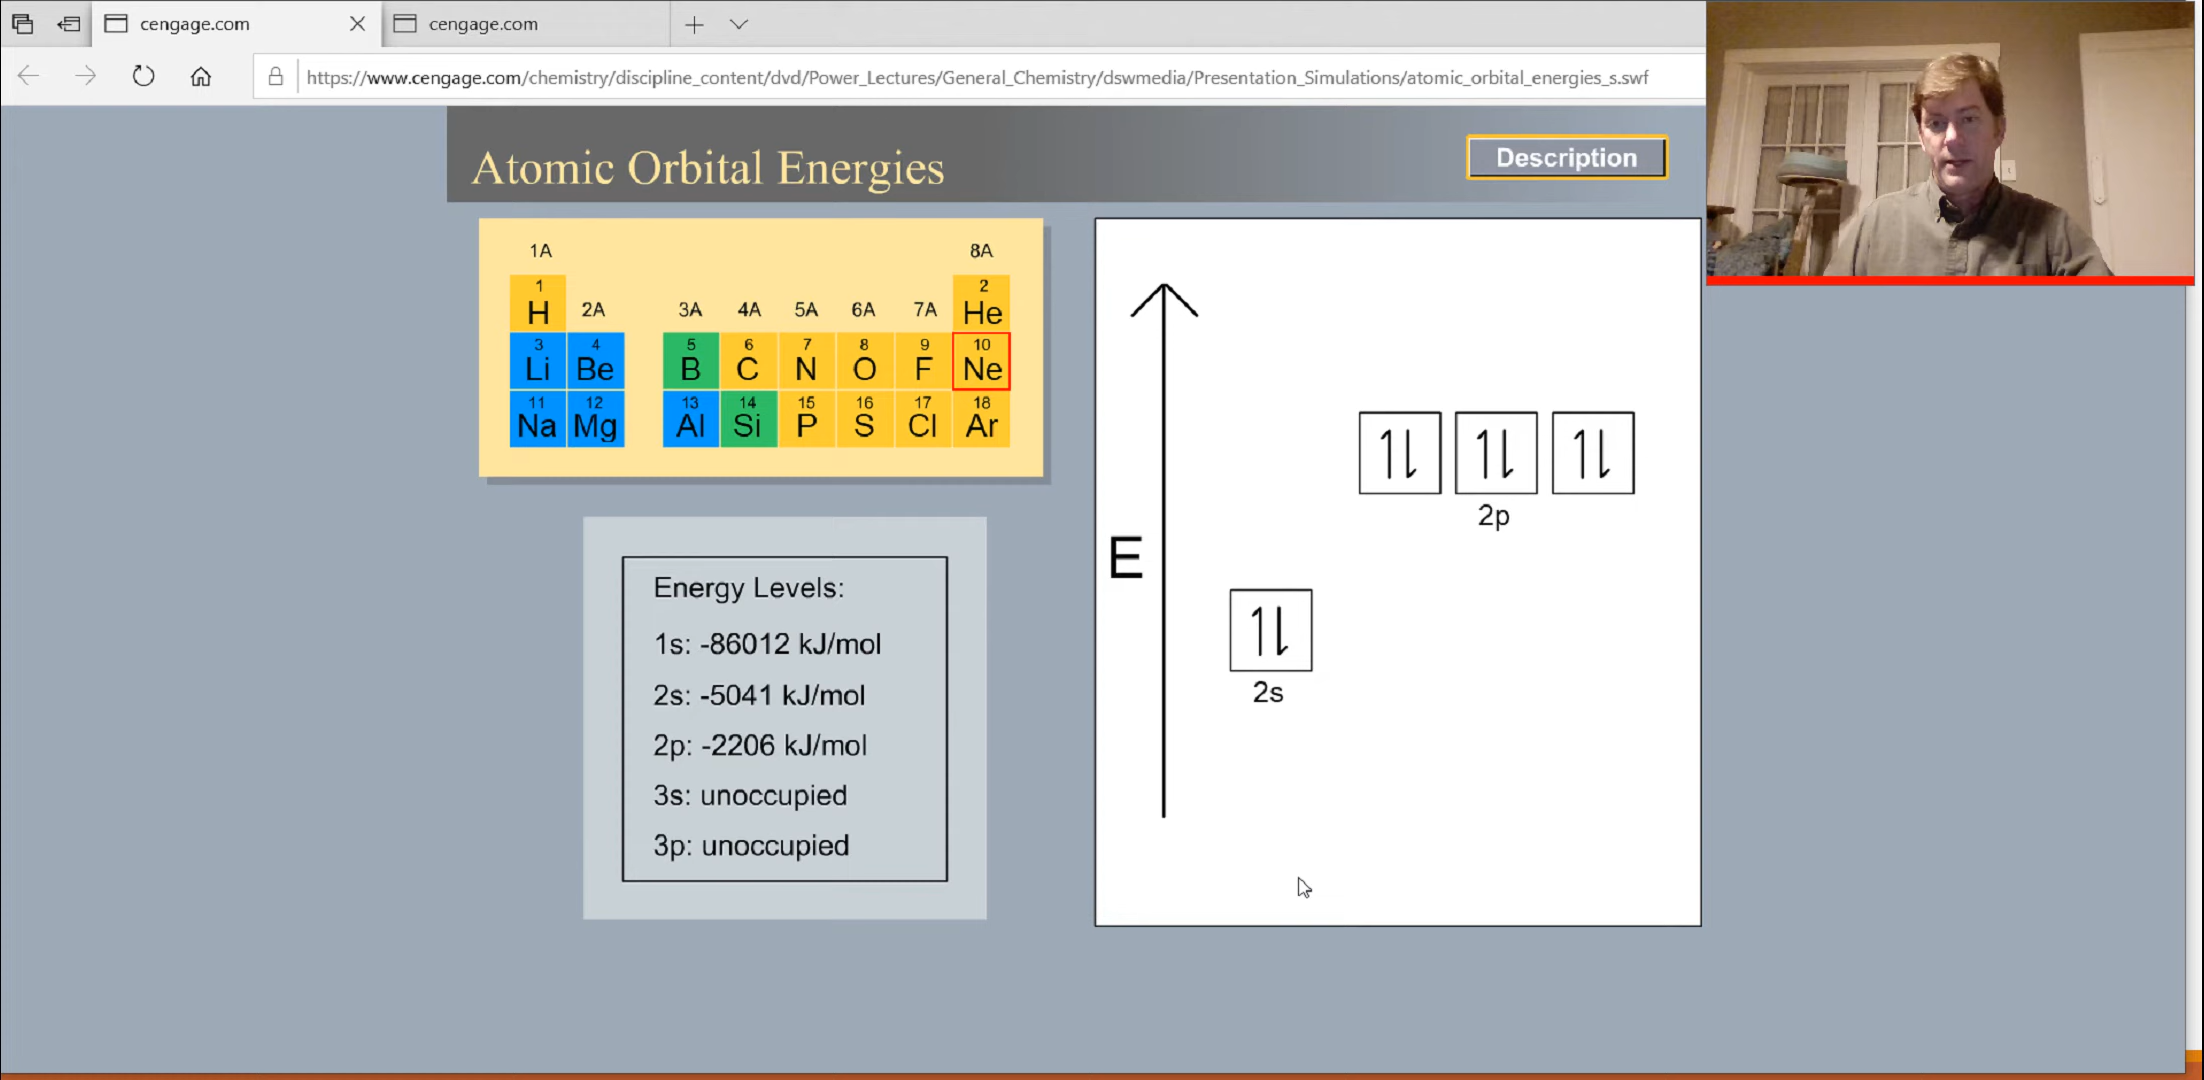 cengage.com
cengage.com
https://www.cengage.com/chemistry/discipline_content/dvd/Power_Lectures/General_Chemistry/dswmedia/Presentation_Simulations/atomic_orbital_energies_s.swf
Atomic Orbital Energies
Description
1A 8A
1 2
H 2A 3A 4A 5A 6A 7A He
3 4 5 6 7 8 9 10
Li Be B C N O F Ne
11 12 13 14 15 16 17 18
Na Mg Al Si P S Cl Ar
Energy Levels:
1s: -86012 kJ/mol
2s: -5041 kJ/mol
2p: -2206 kJ/mol
3s: unoccupied
3p: unoccupied
E
2p
2s